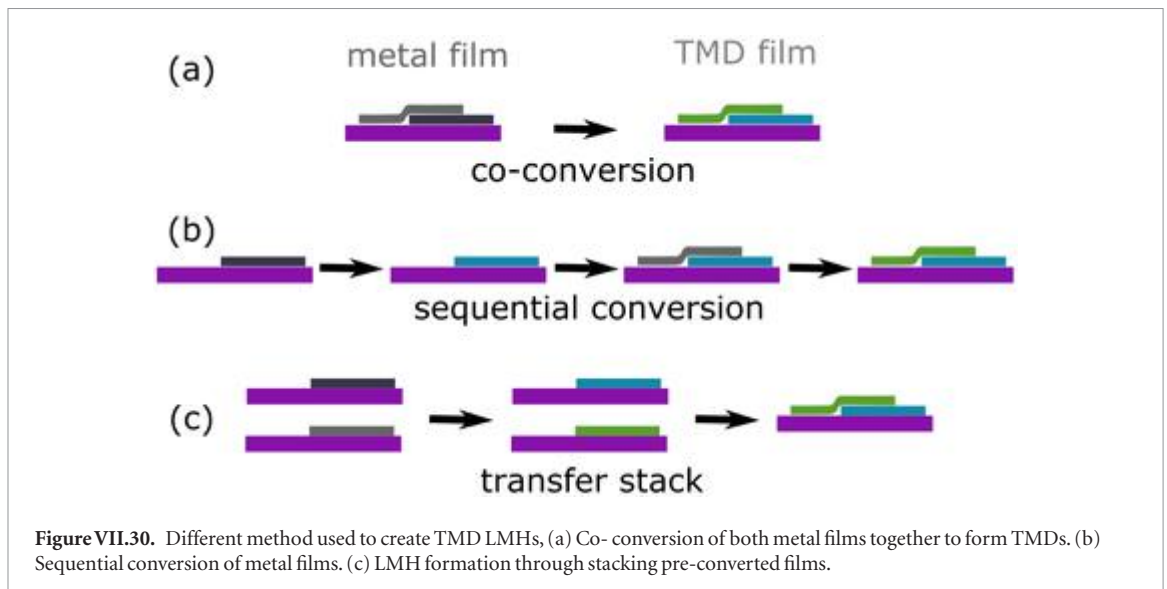 (a)
metal film
TMD film
co-conversion
(b)
sequential conversion
(c)
transfer stack
Figure VII.30. Different method used to create TMD LMHs, (a) Co- conversion of both metal films together to form TMDs. (b)
Sequential conversion of metal films. (c) LMH formation through stacking pre-converted films.